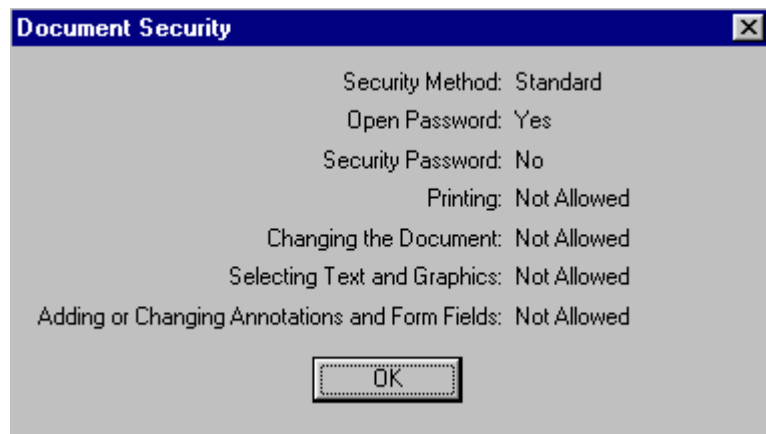 Document Security
Security Method: Standard
Open Password: Yes
Security Password: No
Printing: Not Allowed
Changing the Document: Not Allowed
Selecting Text and Graphics: Not Allowed
Adding or Changing Annotations and Form Fields: Not Allowed
OK